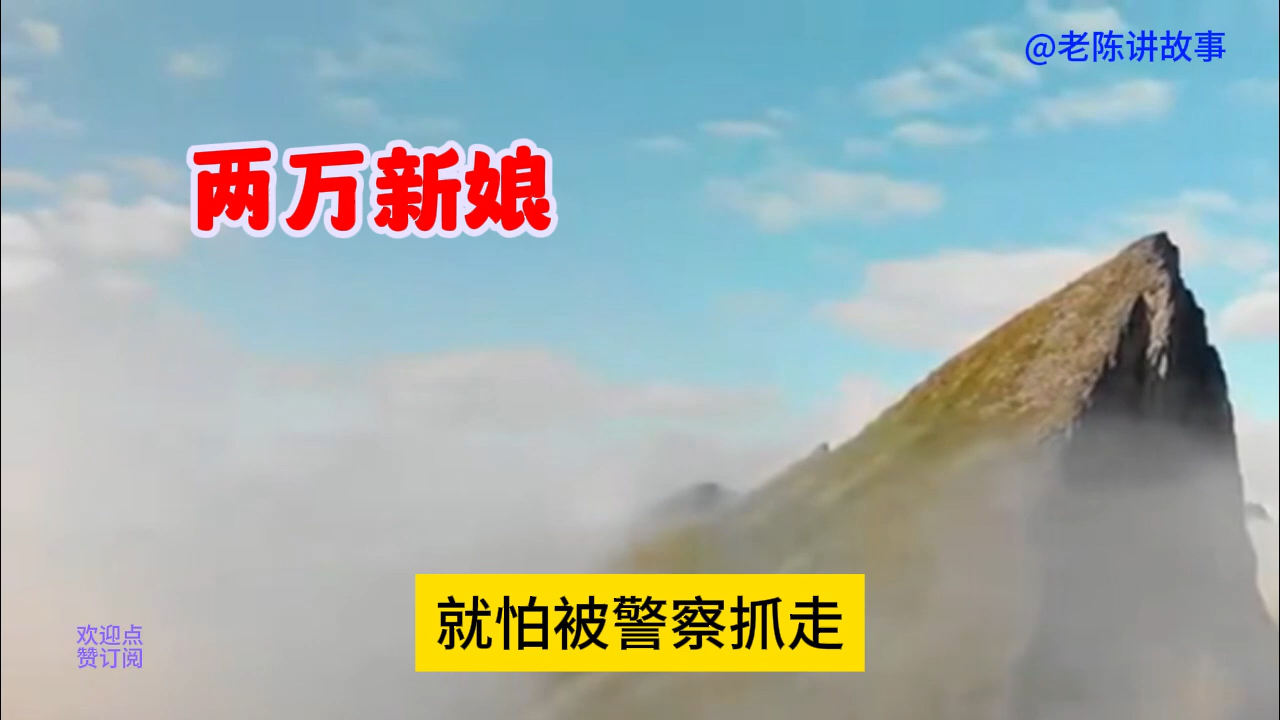 @老陈讲故事
两万新娘
就怕被警察抓走
欢迎点
赞订阅